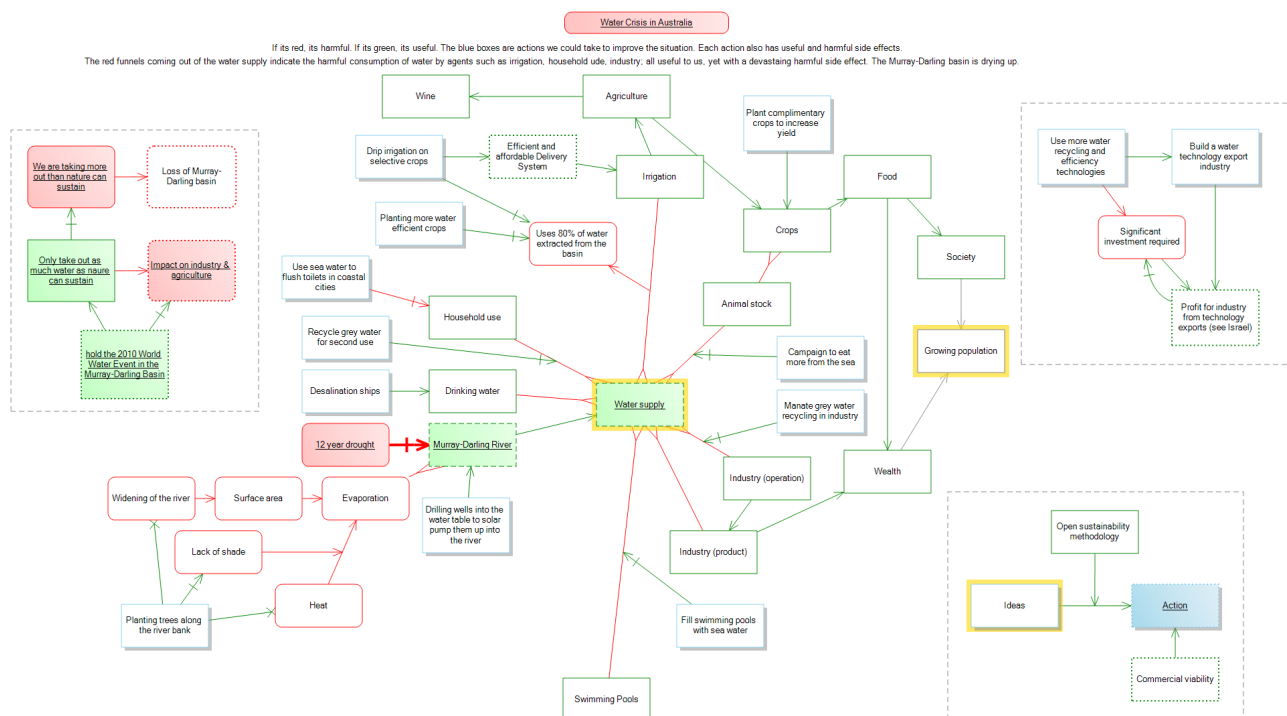 Water Crisis in Australia
If its red, its harmful. If its green, its useful. The blue boxes are actions we could take to improve the situation. Each action also has useful and harmful side effects.
The red funnels coming out of the water supply indicate the harmful consumption of water by agents such as irrigation, household ude, industry; all useful to us, yet with a devastaing harmful side effect. The Murray-Darling basin is drying up.
We are taking more
out than nature can
sustain
Loss of Murray-
Darling basin
Only take out as
much water as naure
can sustain
Impact on industry &
agriculture
hold the 2010 World
Water Event in the
Murray-Darling Basin
Wine
Agriculture
Drip irrigation on
selective crops
Efficient and
affordable Delivery
System
Irrigation
Planting more water
efficient crops
Uses 80% of water
extracted from the
basin
Plant complimentary
crops to increase
yield
Food
Crops
Society
Use sea water to
flush toilets in coastal
cities
Household use
Animal stock
Recycle grey water
for second use
Campaign to eat
more from the sea
Growing population
Desalination ships
Drinking water
Water supply
Manate grey water
recycling in industry
12 year drought
Murray-Darling River
Widening of the river
Surface area
Evaporation
Drilling wells into the
water table to solar
pump them up into
the river
Industry (operation)
Wealth
Lack of shade
Industry (product)
Heat
Planting trees along
the river bank
Fill swimming pools
with sea water
Swimming Pools
Use more water
recycling and
efficiency
technologies
Build a water
technology export
industry
Significant
investment required
Profit for industry
from technology
exports (see Israel)
Open sustainability
methodology
Ideas
Action
Commercial viability